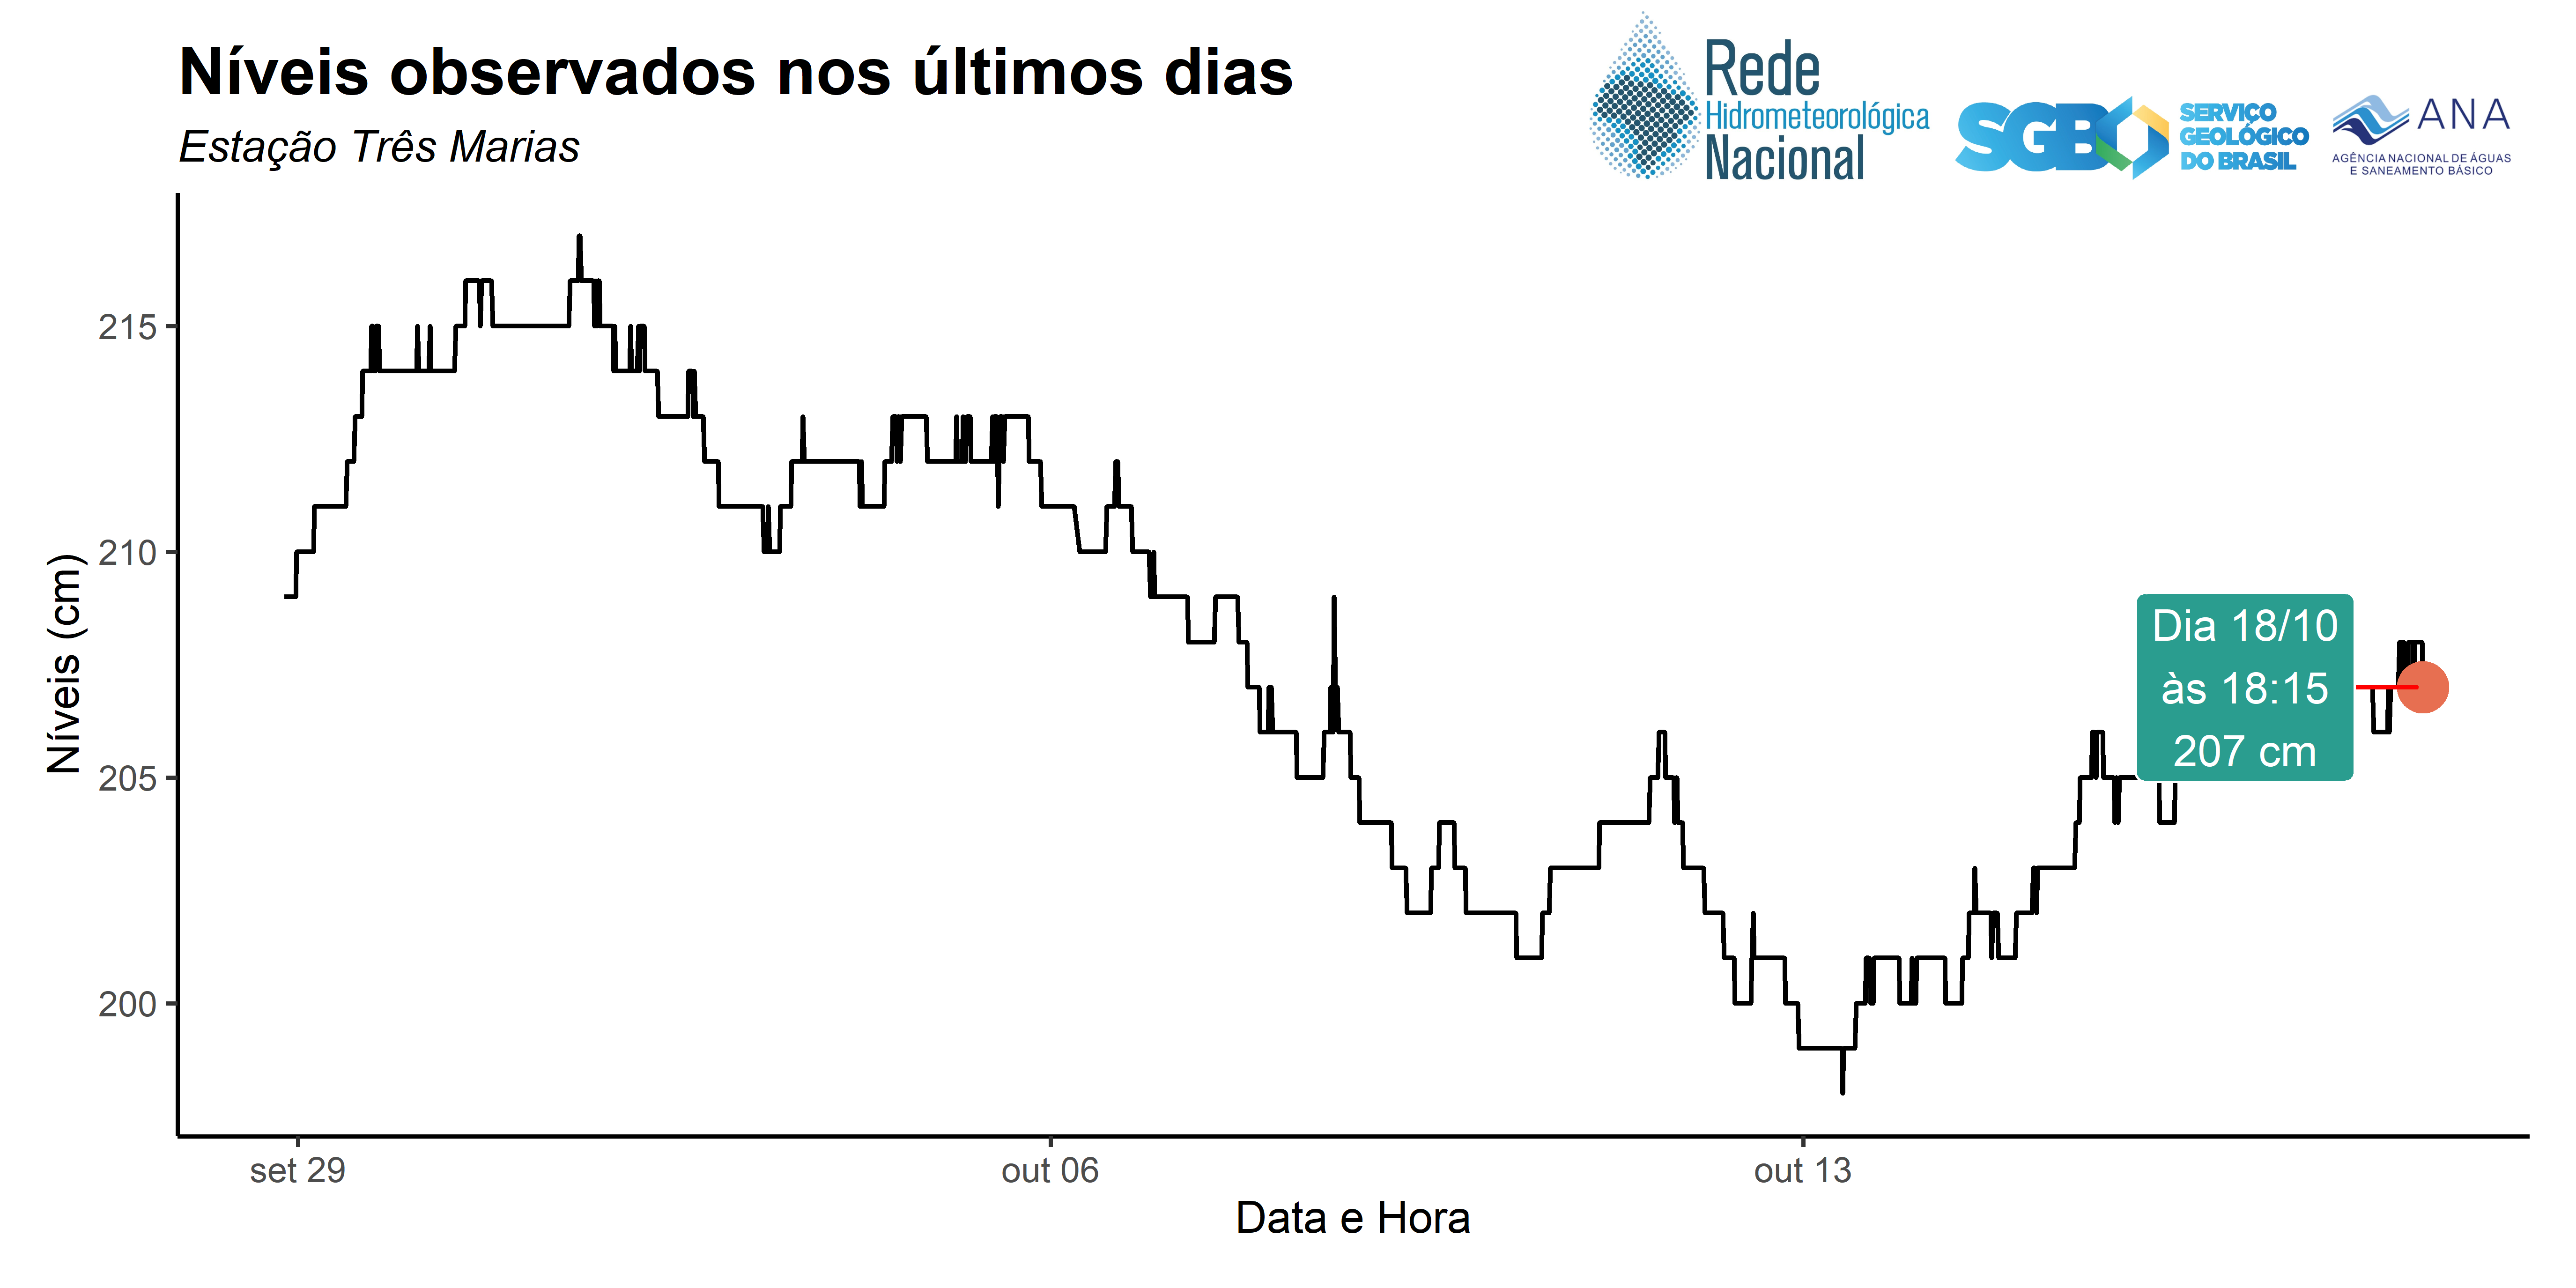 Níveis observados nos últimos dias
Estação Três Marias
Rede
Hidrometeorológica
Nacional
SGB
SERVIÇO
GEOLÓGICO
DO BRASIL
ANA
AGÊNCIA NACIONAL DE ÁGUAS
E SANEAMENTO BÁSICO
Níveis (cm)
215
210
205
200
Dia 18/10
às 18:15
207 cm
set 29
out 06
out 13
Data e Hora